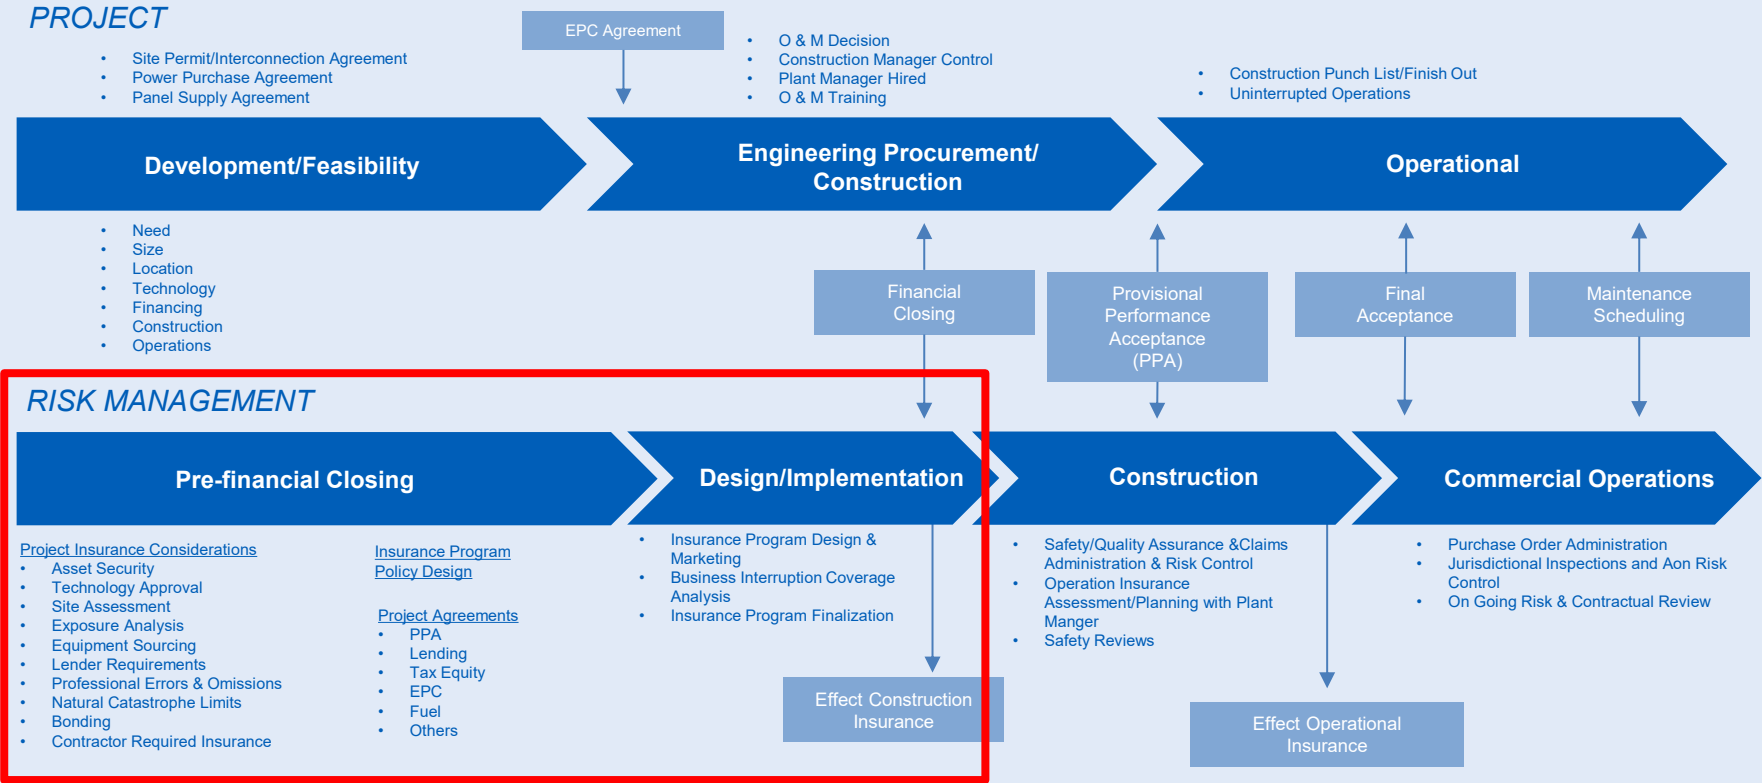 PROJECT
EPC Agreement
• Site Permit/Interconnection Agreement
• Power Purchase Agreement
• Panel Supply Agreement
• O & M Decision
• Construction Manager Control
• Plant Manager Hired
• O & M Training
• Construction Punch List/Finish Out
• Uninterrupted Operations
Development/Feasibility
Engineering Procurement/
Construction
Operational
• Need
• Size
• Location
• Technology
• Financing
• Construction
• Operations
Financial
Closing
Provisional
Performance
Acceptance
(PPA)
Final
Acceptance
Maintenance
Scheduling
RISK MANAGEMENT
Pre-financial Closing
Design/Implementation
Construction
Commercial Operations
Project Insurance Considerations
• Asset Security
• Technology Approval
• Site Assessment
• Exposure Analysis
• Equipment Sourcing
• Lender Requirements
• Professional Errors & Omissions
• Natural Catastrophe Limits
• Bonding
• Contractor Required Insurance
Insurance Program
Policy Design
Project Agreements
• PPA
• Lending
• Tax Equity
• EPC
• Fuel
• Others
• Insurance Program Design &
Marketing
• Business Interruption Coverage
Analysis
• Insurance Program Finalization
Effect Construction
Insurance
• Safety/Quality Assurance &Claims
Administration & Risk Control
• Operation Insurance
Assessment/Planning with Plant
Manger
• Safety Reviews
Effect Operational
Insurance
• Purchase Order Administration
• Jurisdictional Inspections and Aon Risk
Control
• On Going Risk & Contractual Review